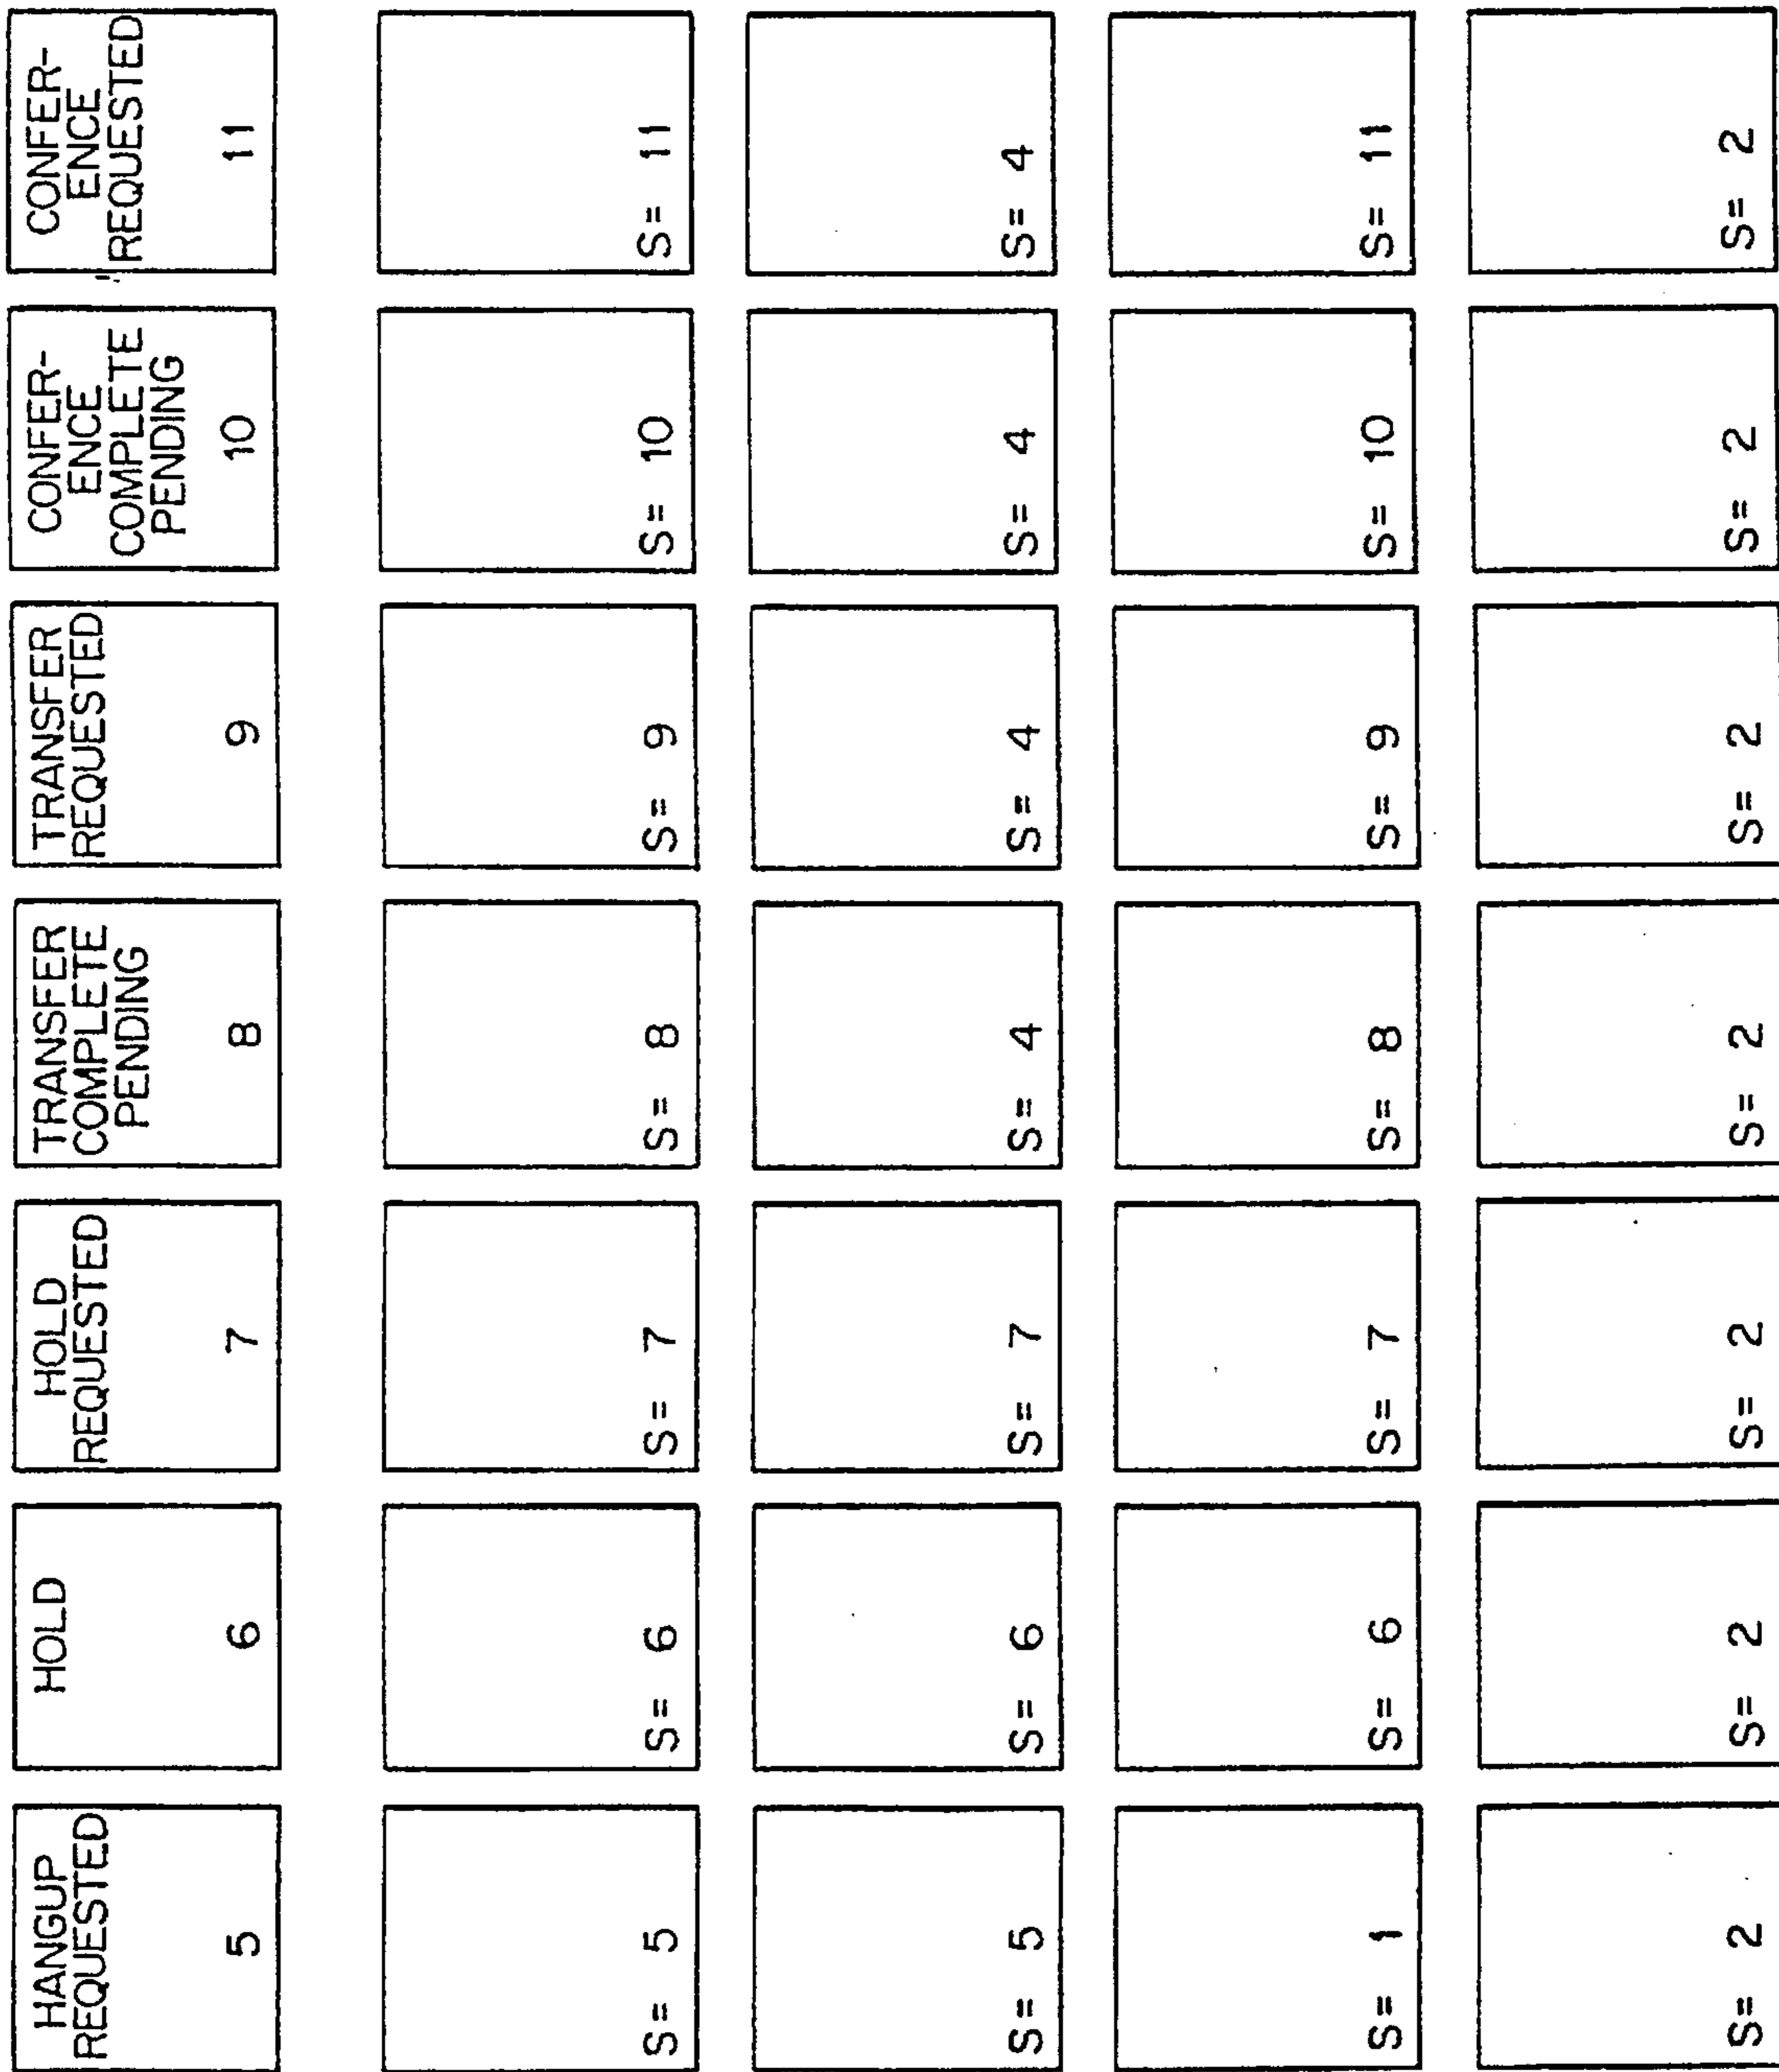 HANGUP
REQUESTED
5
HOLD
6
HOLD
REQUESTED
7
TRANSFER
COMPLETE
PENDING
8
TRANSFER
REQUESTED
9
CONFER-
ENCE
COMPLETE
PENDING
10
CONFER-
ENCE
REQUESTED
11
S= 5
S= 6
S= 7
S= 8
S= 9
S= 10
S= 11
S= 5
S= 6
S= 7
S= 4
S= 4
S= 4
S= 4
S= 1
S= 6
S= 7
S= 8
S= 9
S= 10
S= 11
S= 2
S= 2
S= 2
S= 2
S= 2
S= 2
S= 2